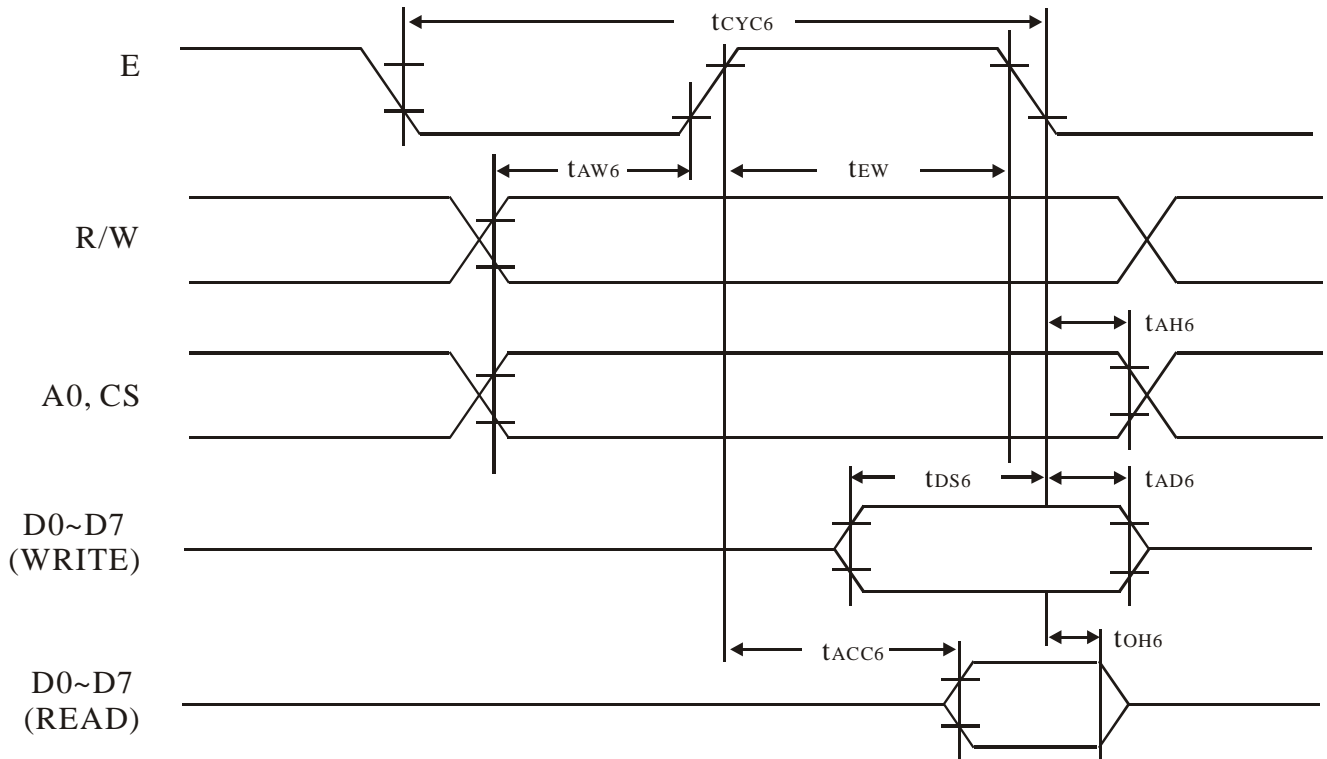 tCYC6
E
tAW6
tEW
R/W
tAH6
A0, CS
tDS6
tAD6
D0~D7
(WRITE)
tACC6
tOH6
D0~D7
(READ)